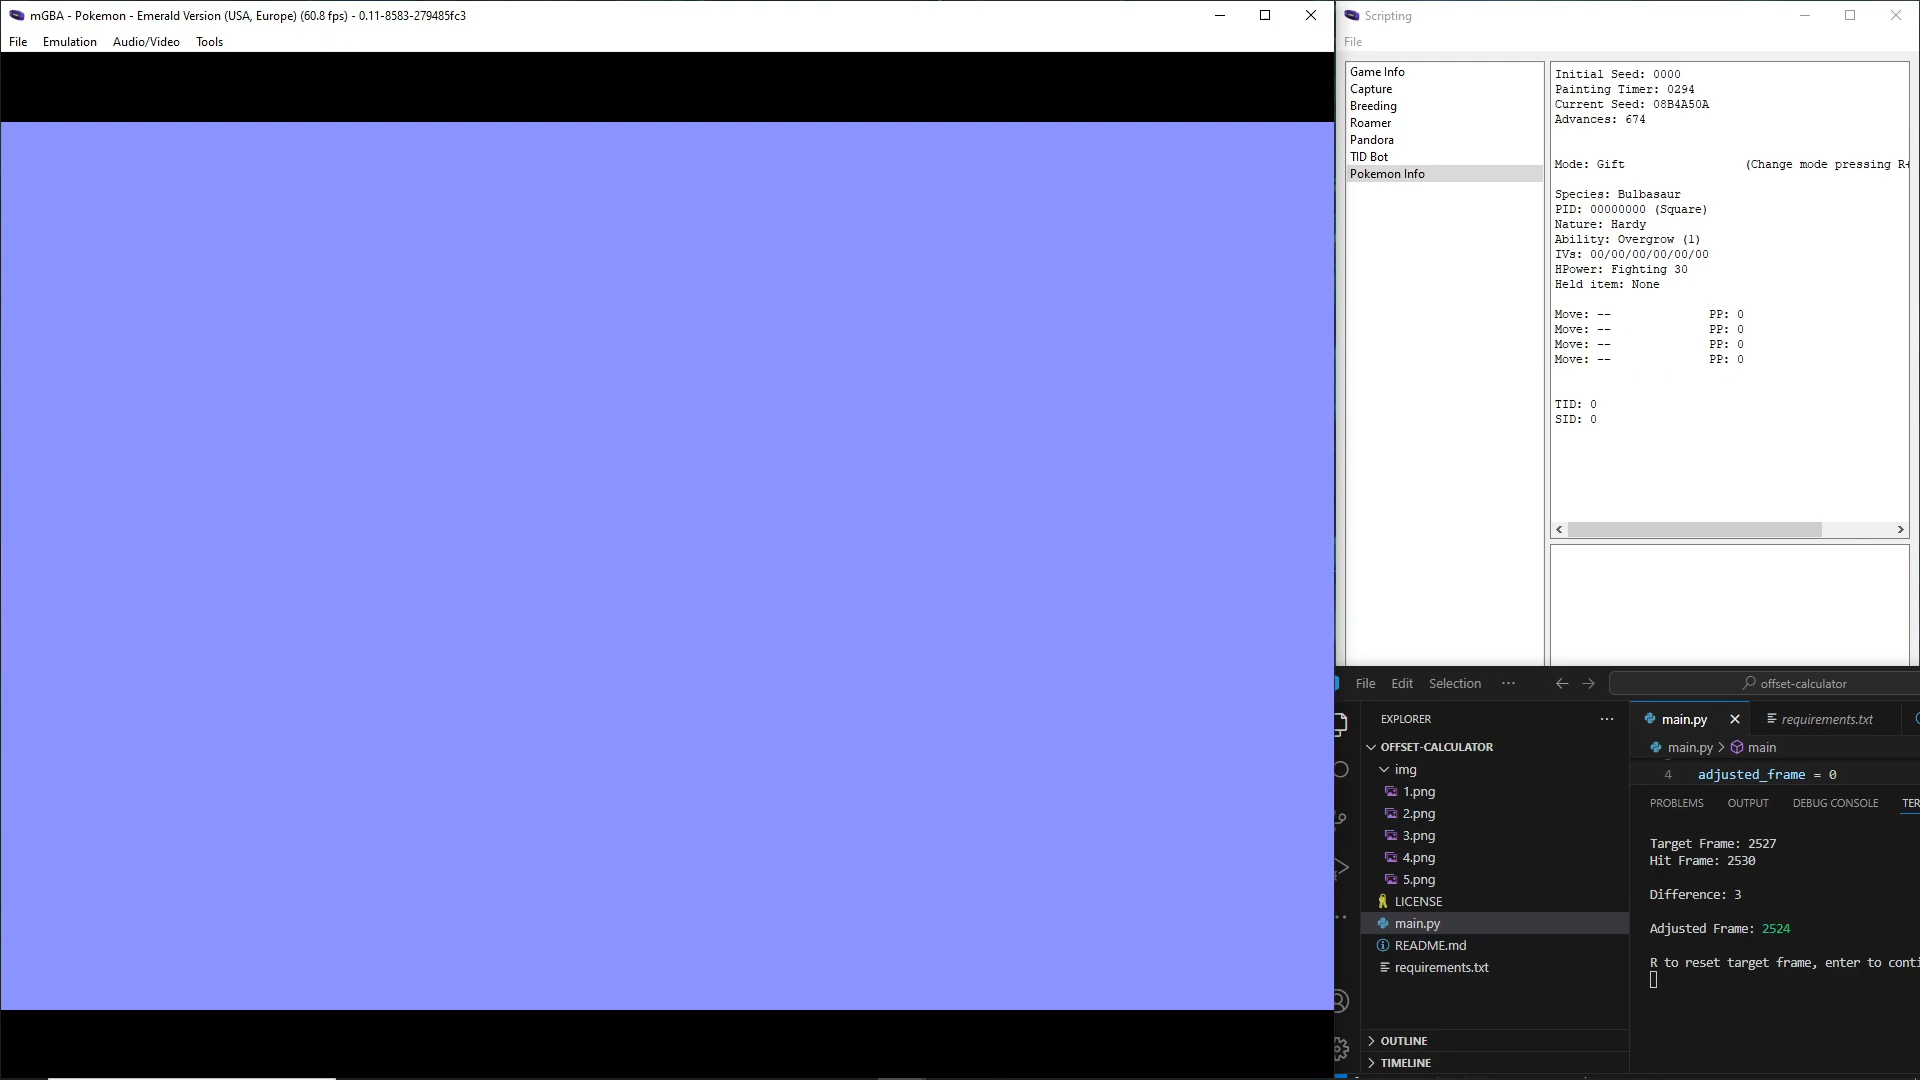 mGBA - Pokemon - Emerald Version (USA, Europe) (60.8 fps) - 0.11-8583-279485fc3
File Emulation Audio/Video Tools
Scripting
File
Game Info
Capture
Breeding
Roamer
Pandora
TID Bot
Pokemon Info
Initial Seed: 0000
Painting Timer: 0294
Current Seed: 08B4A50A
Advances: 674
Mode: Gift (Change mode pressing R+
Species: Bulbasaur
PID: 00000000 (Square)
Nature: Hardy
Ability: Overgrow (1)
IVs: 00/00/00/00/00/00
HPower: Fighting 30
Held item: None
Move: -- PP: 0
Move: -- PP: 0
Move: -- PP: 0
Move: -- PP: 0
TID: 0
SID: 0
File Edit Selection ··· offset-calculator
EXPLORER ···
OFFSET-CALCULATOR
img
1.png
2.png
3.png
4.png
5.png
LICENSE
main.py
README.md
requirements.txt
OUTLINE
TIMELINE
main.py requirements.txt
main.py > main
4 adjusted_frame = 0
PROBLEMS OUTPUT DEBUG CONSOLE TER
Target Frame: 2527
Hit Frame: 2530
Difference: 3
Adjusted Frame: 2524
R to reset target frame, enter to conti